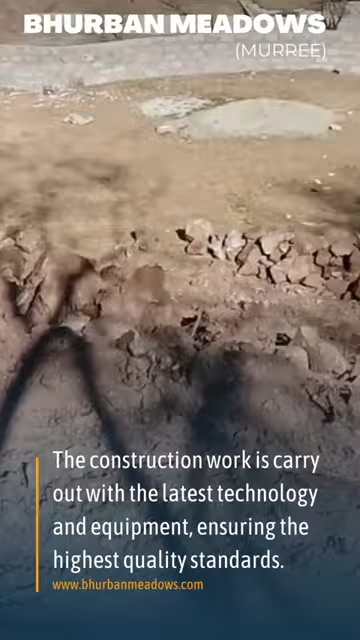 BHURBAN MEADOWS
(MURREE)
The construction work is carry
out with the latest technology
and equipment, ensuring the
highest quality standards.
www.bhurbanmeadows.com